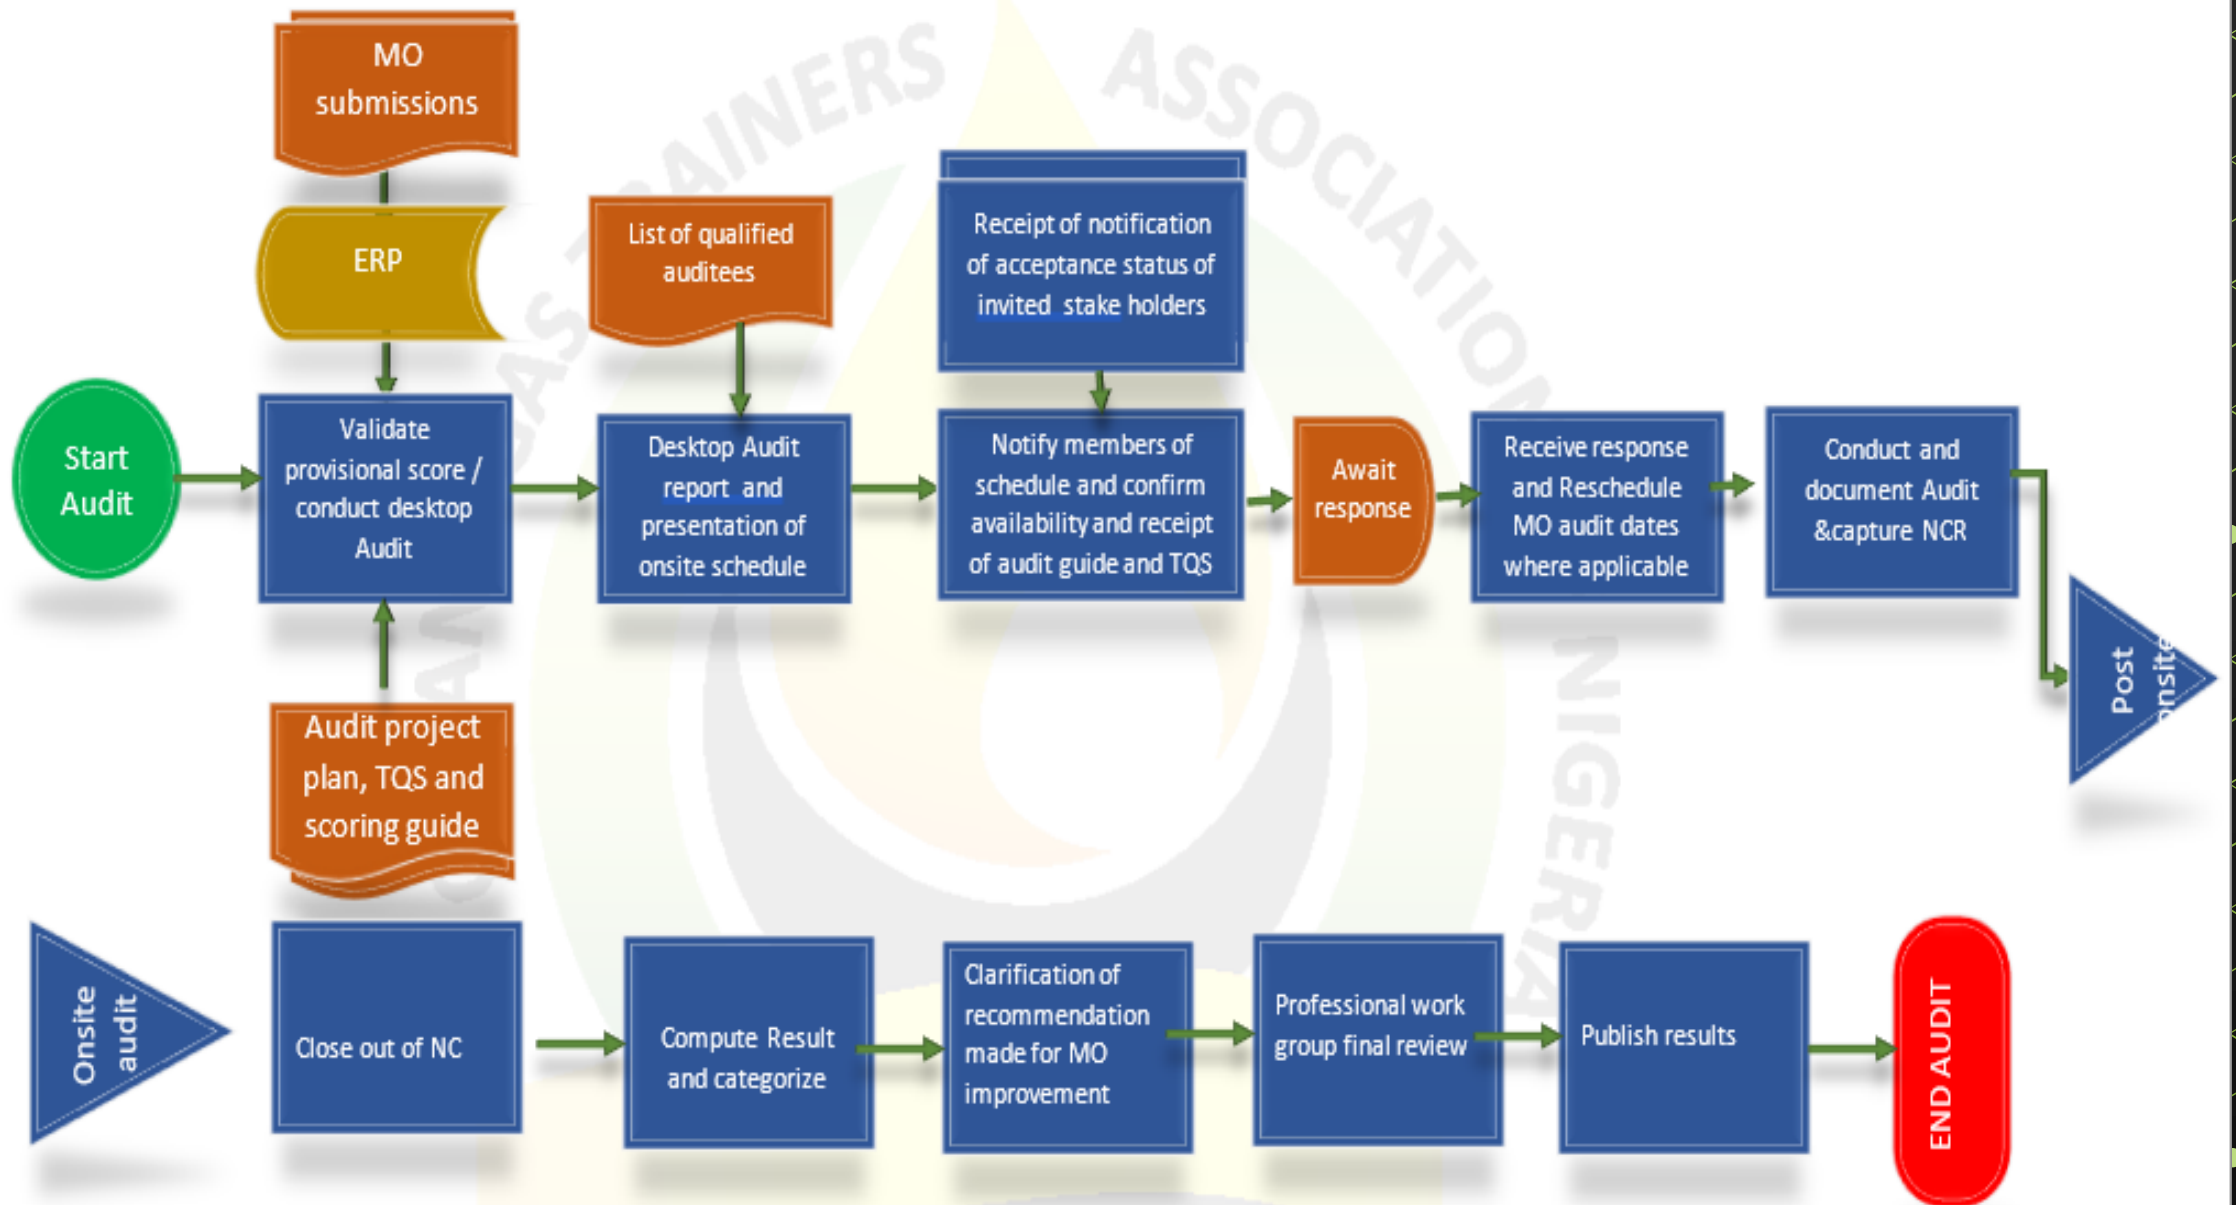 MO
submissions
ERP
List of qualified
auditees
Receipt of notification
of acceptance status of
invited stake holders
Start
Audit
Validate
provisional score /
conduct desktop
Audit
Desktop Audit
report and
presentation of
onsite schedule
Notify members of
schedule and confirm
availability and receipt
of audit guide and TQS
Await
response
Receive response
and Reschedule
MO audit dates
where applicable
Conduct and
document Audit
&capture NCR
Post
onsite
Audit project
plan, TQS and
scoring guide
Onsite
audit
Close out of NC
Compute Result
and categorize
Clarification of
recommendation
made for MO
improvement
Professional work
group final review
Publish results
END AUDIT
GAS TRAINERS ASSOCIATION
NIGERIA